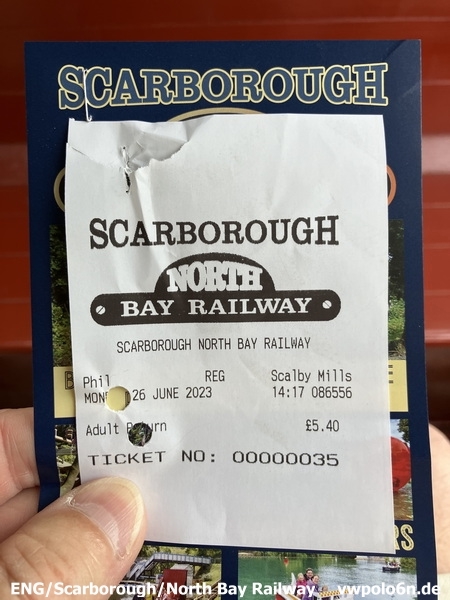 SCARBOROUGH
SCARBOROUGH
NORTH
BAY RAILWAY
SCARBOROUGH NORTH BAY RAILWAY
Phil REG Scalby Mills
26 JUNE 2023 14:17 086556
Adult £5.40
TICKET NO: 00000035
RS
ENG/Scarborough/North Bay Railway vwpolo6n.de